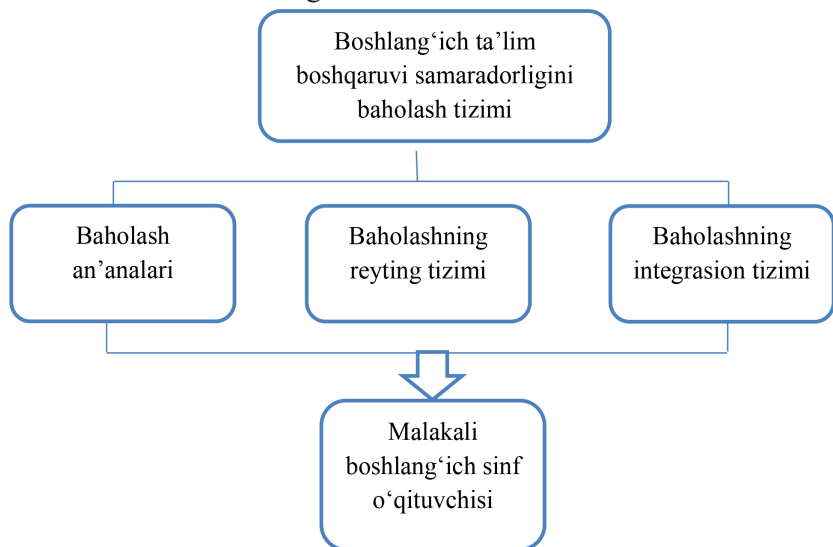 Boshlang‘ich ta’lim
boshqaruvi samaradorligini
baholash tizimi
Baholash
an’analari
Baholashning
reyting tizimi
Baholashning
integrasion tizimi
Malakali
boshlang‘ich sinf
o‘qituvchisi